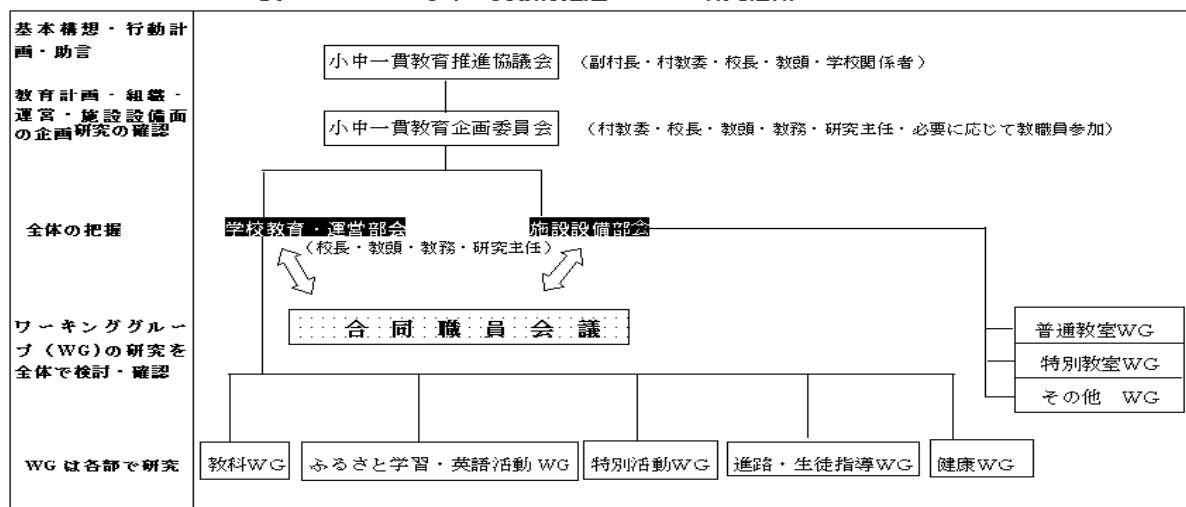 基本構想・行動計
画・助言
小中一貫教育推進協議会
（副村長・村教委・校長・教頭・学校関係者）
教育計画・組織・
運営・施設設備面
の企画研究の確認
小中一貫教育企画委員会
（村教委・校長・教頭・教務・研究主任・必要に応じて教職員参加）
全体の把握
学校教育・運営部会
施設設備部会
（校長・教頭・教務・研究主任）
合同職員会議
ワーキンググルー
プ（WG)の研究を
全体で検討・確認
普通教室WG
特別教室WG
その他　WG
WGは各部で研究
教科WG
ふるさと学習・英語活動 WG
特別活動WG
進路・生徒指導WG
健康WG